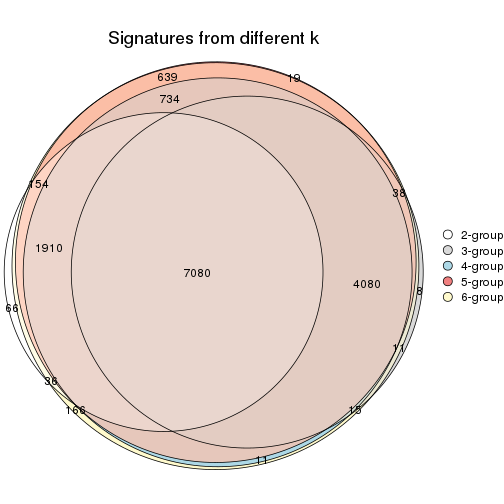 Signatures from different k
639
19
734
154
38
1910
7080
4080
8
66
11
36
166
15
11
2-group
3-group
4-group
5-group
6-group